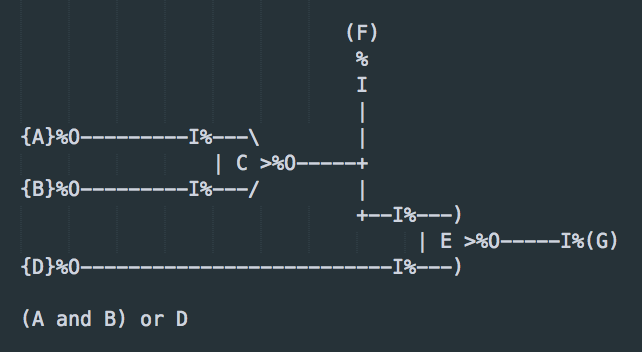 (F)
                            %
                            I
                            |
{A}%O---------I%---\        |
                | C >%O-----+
{B}%O---------I%---/        |
                            +--I%---)
                                 | E >%O-----I%(G)
{D}%O--------------------------I%---)
(A and B) or D